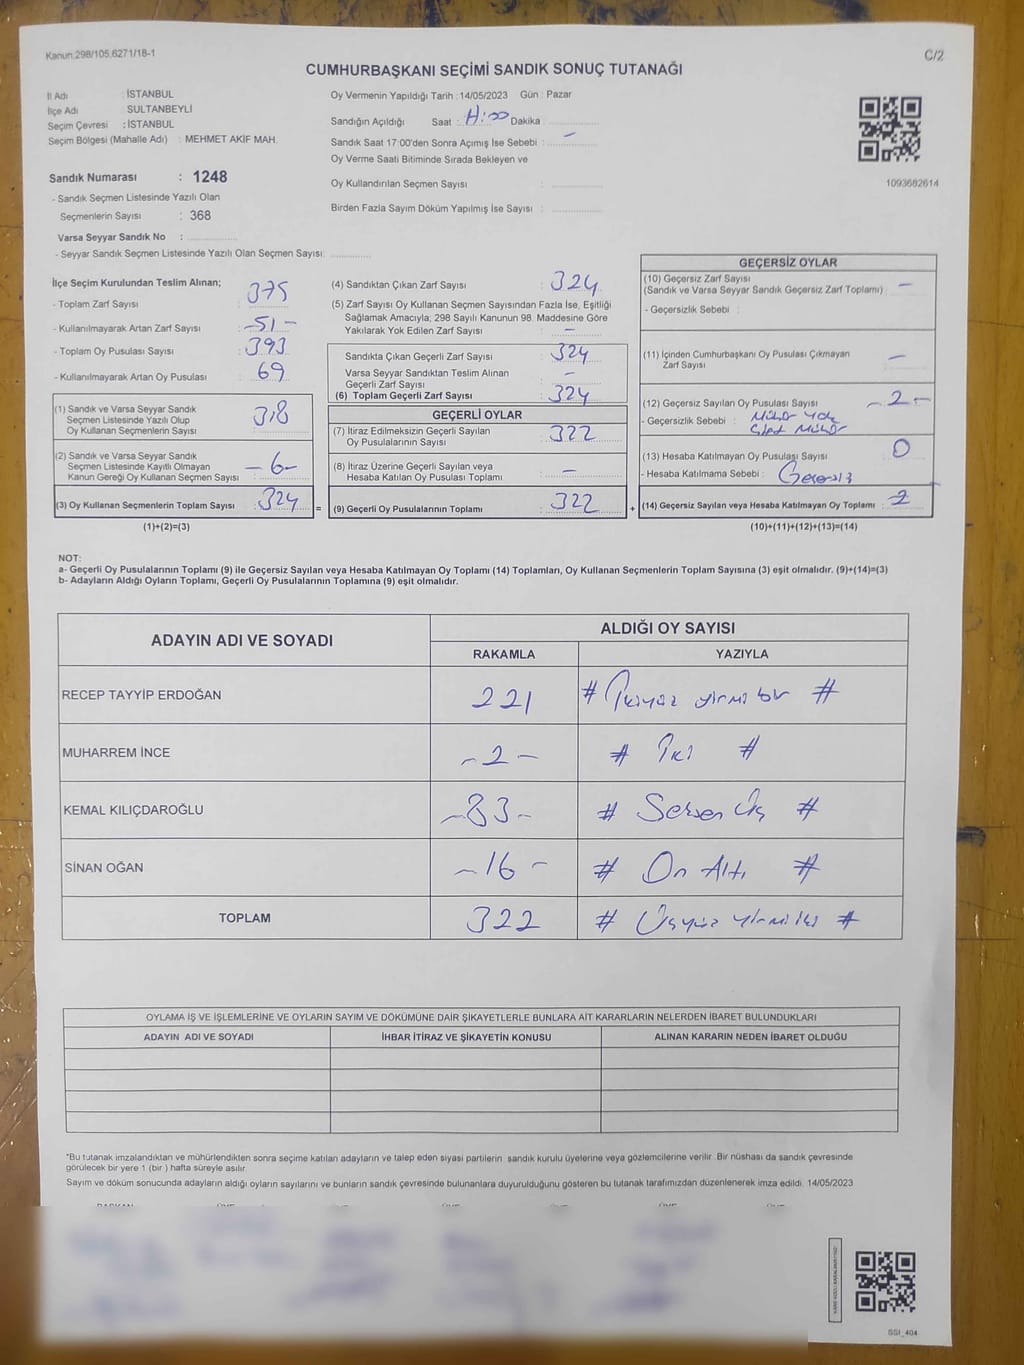 Kanun:298/105.6271/18-1
C/2
CUMHURBAŞKANI SEÇİMİ SANDIK SONUÇ TUTANAĞI
İl Adı : İSTANBUL
İlçe Adı : SULTANBEYLİ
Seçim Çevresi : İSTANBUL
Seçim Bölgesi (Mahalle Adı) : MEHMET AKİF MAH.
Sandık Numarası : 1248
- Sandık Seçmen Listesinde Yazılı Olan
Seçmenlerin Sayısı : 368
Varsa Seyyar Sandık No :
- Seyyar Sandık Seçmen Listesinde Yazılı Olan Seçmen Sayısı:
Oy Vermenin Yapıldığı Tarih : 14/05/2023 Gün : Pazar
Sandığın Açıldığı Saat : Dakika
Sandık Saat 17:00'den Sonra Açımış İse Sebebi : -
Oy Verme Saati Bitiminde Sırada Bekleyen ve
Oy Kullandırılan Seçmen Sayısı :
Birden Fazla Sayım Döküm Yapılmış İse Sayısı :
1093682614
İlçe Seçim Kurulundan Teslim Alınan;
- Toplam Zarf Sayısı : 375
- Kullanılmayarak Artan Zarf Sayısı : -51-
- Toplam Oy Pusulası Sayısı : 393
- Kullanılmayarak Artan Oy Pusulası : 69
(1) Sandık ve Varsa Seyyar Sandık
Seçmen Listesinde Yazılı Olup
Oy Kullanan Seçmenlerin Sayısı : 318
(2) Sandık ve Varsa Seyyar Sandık
Seçmen Listesinde Kayıtlı Olmayan
Kanun Gereği Oy Kullanan Seçmen Sayısı : -6-
(3) Oy Kullanan Seçmenlerin Toplam Sayısı : 324
(1)+(2)=(3)
(4) Sandıktan Çıkan Zarf Sayısı : 324
(5) Zarf Sayısı Oy Kullanan Seçmen Sayısından Fazla İse, Eşitliği
Sağlamak Amacıyla; 298 Sayılı Kanunun 98. Maddesine Göre
Yakılarak Yok Edilen Zarf Sayısı : -
Sandıkta Çıkan Geçerli Zarf Sayısı : 324
Varsa Seyyar Sandıktan Teslim Alınan
Geçerli Zarf Sayısı : -
(6) Toplam Geçerli Zarf Sayısı : 324
GEÇERLİ OYLAR
(7) İtiraz Edilmeksizin Geçerli Sayılan
Oy Pusulalarının Sayısı : 322
(8) İtiraz Üzerine Geçerli Sayılan veya
Hesaba Katılan Oy Pusulası Toplamı : -
= (9) Geçerli Oy Pusulalarının Toplamı : 322 +
GEÇERSİZ OYLAR
(10) Geçersiz Zarf Sayısı : -
(Sandık ve Varsa Seyyar Sandık Geçersiz Zarf Toplamı)
- Geçersizlik Sebebi :
(11) İçinden Cumhurbaşkanı Oy Pusulası Çıkmayan : -
Zarf Sayısı
(12) Geçersiz Sayılan Oy Pusulası Sayısı : -2-
- Geçersizlik Sebebi : Mühür yok
Mühür
(13) Hesaba Katılmayan Oy Pusulası Sayısı : 0
- Hesaba Katılmama Sebebi : Geçersiz
(14) Geçersiz Sayılan veya Hesaba Katılmayan Oy Toplamı : 2
(10)+(11)+(12)+(13)=(14)
NOT:
a- Geçerli Oy Pusulalarının Toplamı (9) ile Geçersiz Sayılan veya Hesaba Katılmayan Oy Toplamı (14) Toplamları, Oy Kullanan Seçmenlerin Toplam Sayısına (3) eşit olmalıdır. (9)+(14)=(3)
b- Adayların Aldığı Oyların Toplamı, Geçerli Oy Pusulalarının Toplamına (9) eşit olmalıdır.
ADAYIN ADI VE SOYADI
ALDIĞI OY SAYISI
RAKAMLA YAZIYLA
RECEP TAYYİP ERDOĞAN 221 # İkiyüz yirmi bir #
MUHARREM İNCE -2- # İki #
KEMAL KILIÇDAROĞLU -83- # Seksen Üç #
SİNAN OĞAN -16- # On Altı #
TOPLAM 322 # Üçyüz yirmi iki #
OYLAMA İŞ VE İŞLEMLERİNE VE OYLARIN SAYIM VE DÖKÜMÜNE DAİR ŞİKAYETLERLE BUNLARA AİT KARARLARIN NELERDEN İBARET BULUNDUKLARI
ADAYIN ADI VE SOYADI İHBAR İTİRAZ VE ŞİKAYETİN KONUSU ALINAN KARARIN NEDEN İBARET OLDUĞU
*Bu tutanak imzalandıktan ve mühürlendikten sonra seçime katılan adayların ve talep eden siyasi partilerin sandık kurulu üyelerine veya gözlemcilerine verilir. Bir nüshası da sandık çevresinde
görülecek bir yere 1 (bir ) hafta süreyle asılır.
Sayım ve döküm sonucunda adayların aldığı oyların sayılarını ve bunların sandık çevresinde bulunanlara duyurulduğunu gösteren bu tutanak tarafımızdan düzenlenerek imza edildi. 14/05/2023
SSI_404